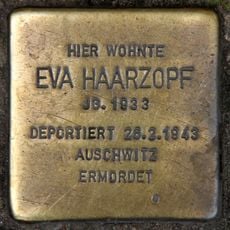 HIER WOHNTE
EVA HAARZOPF
JG. 1933
DEPORTIERT 26.2.1943
AUSCHWITZ
ERMORDET